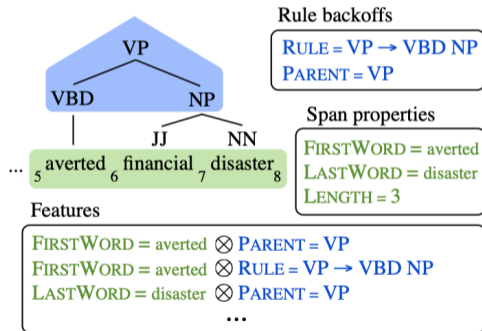 VP
VBD NP
JJ NN
... 5 averted 6 financial 7 disaster 8
Rule backoffs
RULE = VP → VBD NP
PARENT = VP
Span properties
FIRSTWORD = averted
LASTWORD = disaster
LENGTH = 3
Features
FIRSTWORD = averted ⊗ PARENT = VP
FIRSTWORD = averted ⊗ RULE = VP → VBD NP
LASTWORD = disaster ⊗ PARENT = VP
...